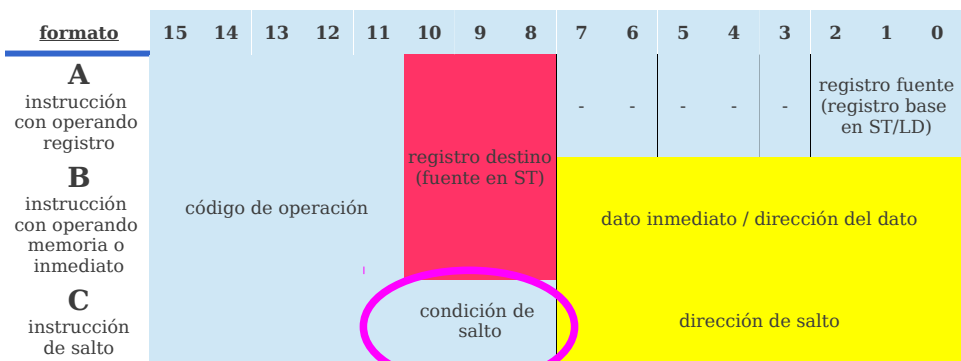 formato 15 14 13 12 11 10 9 8 7 6 5 4 3 2 1 0
A
instrucción
con operando
registro
- - - - -
registro fuente
(registro base
en ST/LD)
registro destino
(fuente en ST)
B
instrucción
con operando
memoria o
inmediato
código de operación
dato inmediato / dirección del dato
C
instrucción
de salto
condición de
salto
dirección de salto